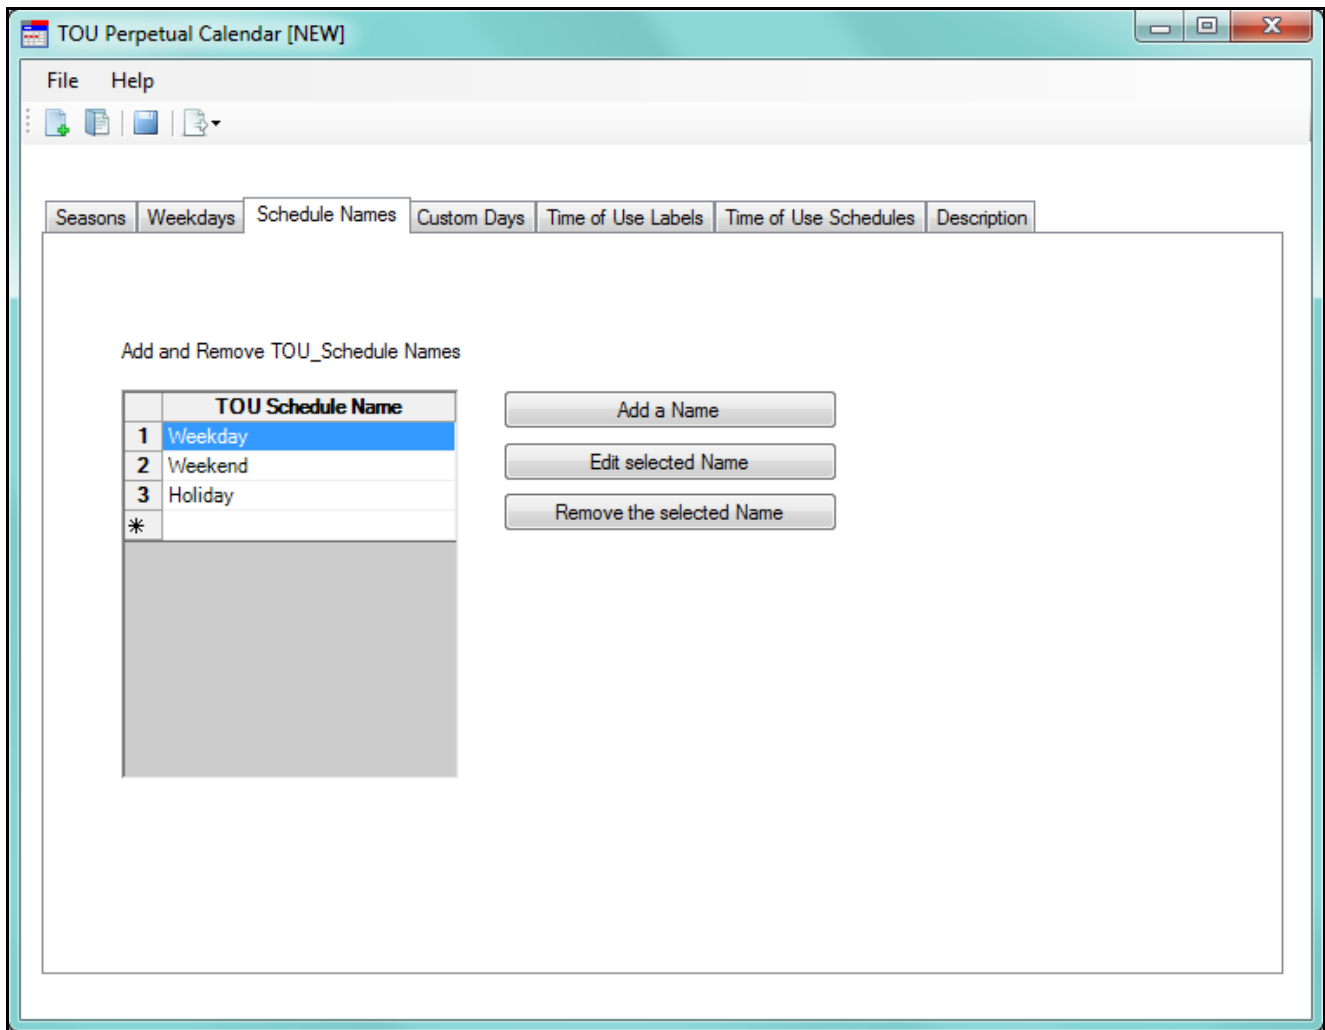 TOU Perpetual Calendar [NEW]
File Help
Seasons Weekdays Schedule Names Custom Days Time of Use Labels Time of Use Schedules Description
Add and Remove TOU_Schedule Names
TOU Schedule Name
1 Weekday
2 Weekend
3 Holiday
Add a Name
Edit selected Name
Remove the selected Name